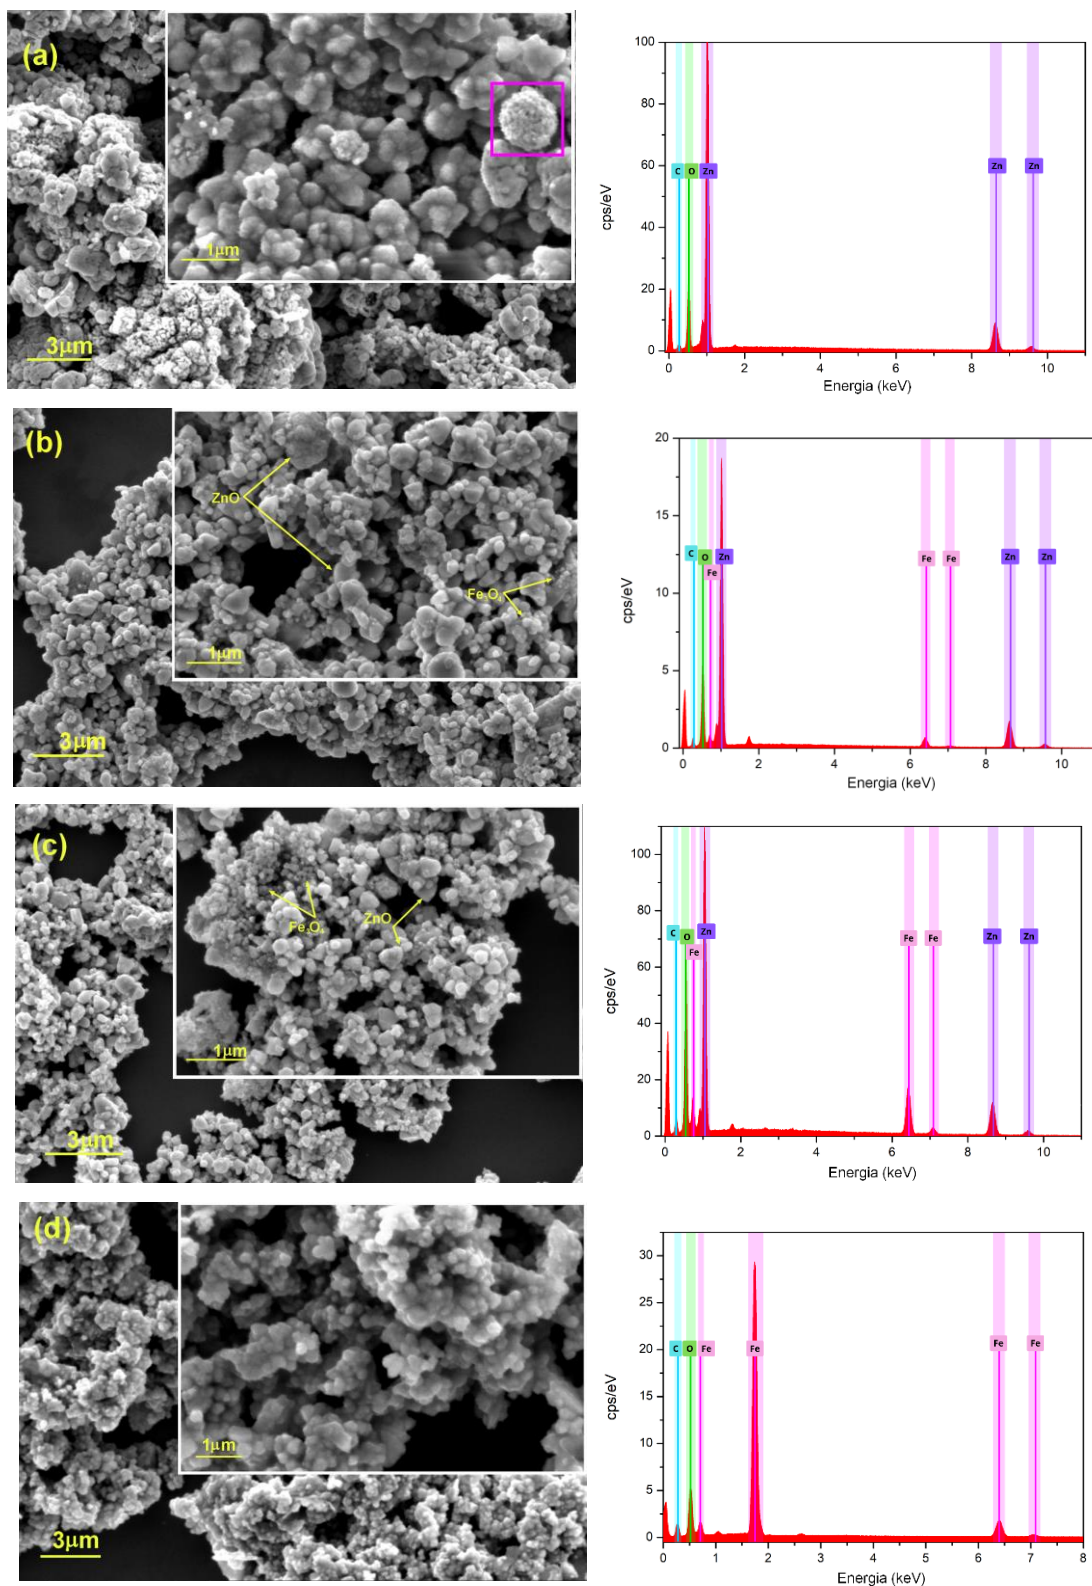 (a)
1μm
3μm
100
80
60
40
20
0
cps/eV
C
O
Zn
Zn
Zn
0
2
4
6
8
10
Energia (keV)
(b)
ZnO
Fe₃O₄
1μm
3μm
20
15
10
5
0
cps/eV
C
O
Fe
Zn
Fe
Fe
Zn
Zn
0
2
4
6
8
10
Energia (keV)
(c)
Fe₃O₄
ZnO
1μm
3μm
100
80
60
40
20
0
cps/eV
C
O
Fe
Zn
Fe
Fe
Zn
Zn
0
2
4
6
8
10
Energia (keV)
(d)
1μm
3μm
30
25
20
15
10
5
0
cps/eV
C
O
Fe
Fe
Fe
Fe
0
1
2
3
4
5
6
7
8
Energia (keV)